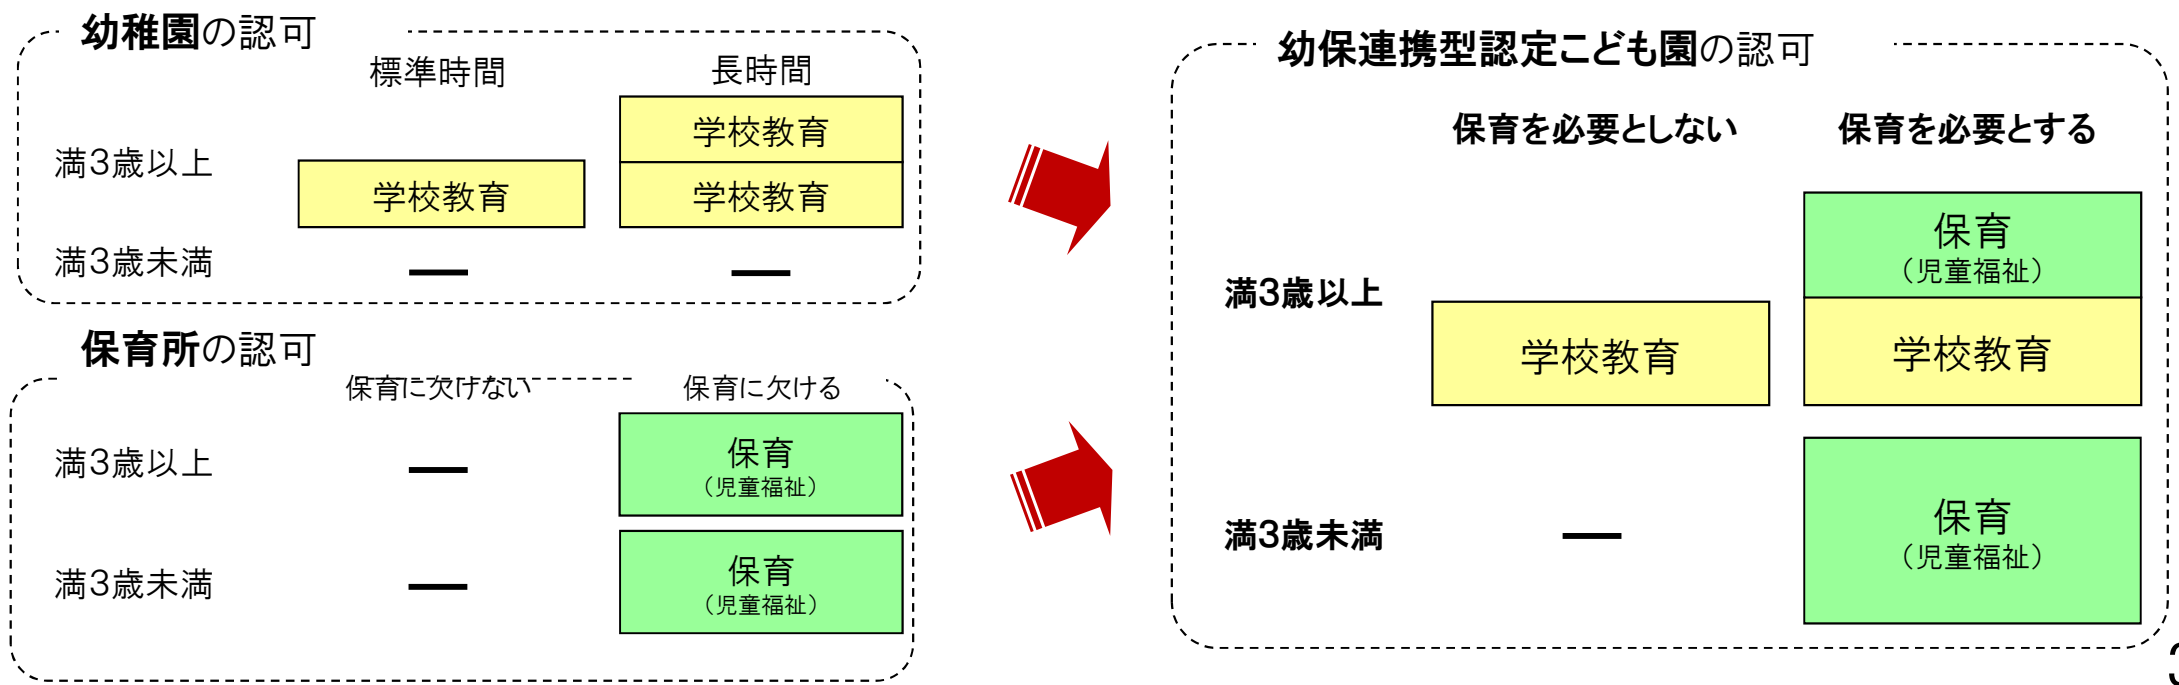 幼稚園の認可
標準時間
長時間
満3歳以上
学校教育
学校教育
学校教育
満3歳未満
―
―
保育所の認可
保育に欠けない
保育に欠ける
満3歳以上
―
保育
（児童福祉）
満3歳未満
―
保育
（児童福祉）
幼保連携型認定こども園の認可
保育を必要としない
保育を必要とする
満3歳以上
学校教育
保育
（児童福祉）
学校教育
満3歳未満
―
保育
（児童福祉）